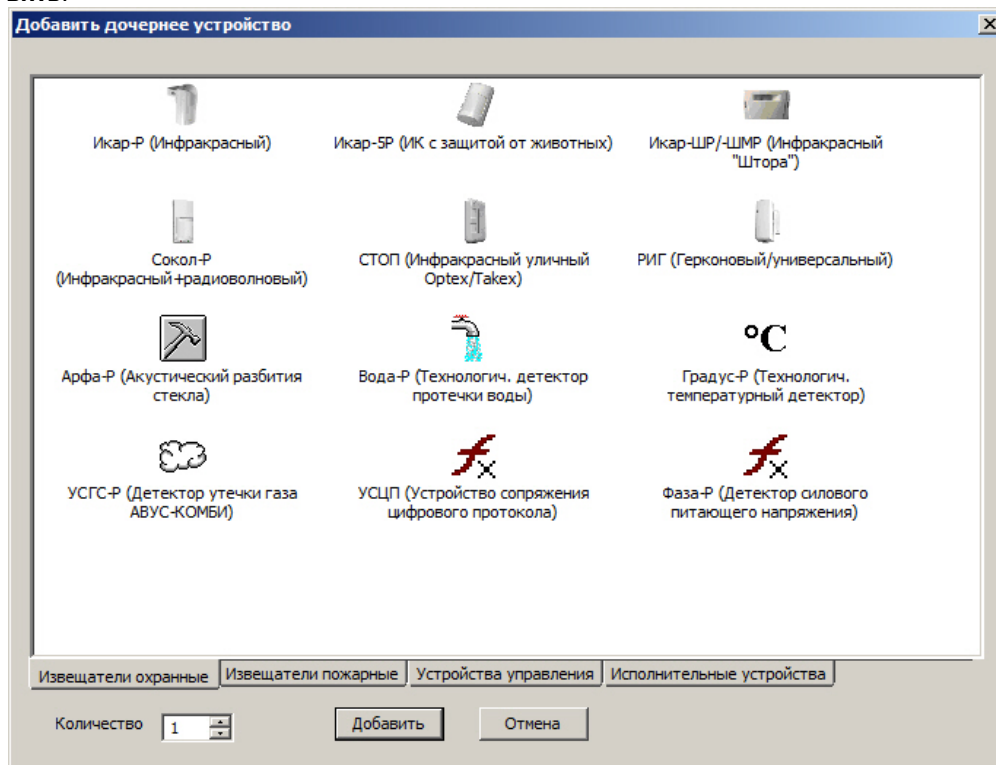 Добавить дочернее устройство
Икар-Р (Инфракрасный)
Икар-5Р (ИК с защитой от животных)
Икар-ШР/-ШМР (Инфракрасный
"Штора")
Сокол-Р
(Инфракрасный+радиоволновый)
СТОП (Инфракрасный уличный
Optex/Takex)
РИГ (Герконовый/универсальный)
Арфа-Р (Акустический разбития
стекла)
Вода-Р (Технологич. детектор
протечки воды)
°C
Градус-Р (Технологич.
температурный детектор)
УСГС-Р (Детектор утечки газа
АВУС-КОМБИ)
fx
УСЦП (Устройство сопряжения
цифрового протокола)
fx
Фаза-Р (Детектор силового
питающего напряжения)
Извещатели охранные
Извещатели пожарные
Устройства управления
Исполнительные устройства
Количество
1
Добавить
Отмена